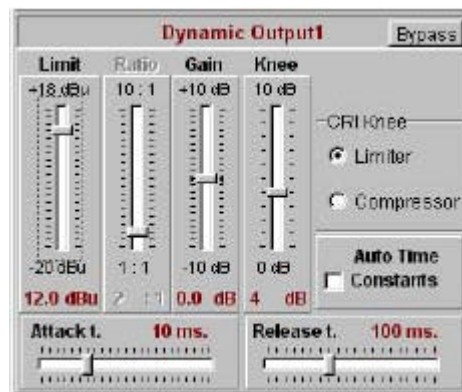 Dynamic Output1
Bypass
Limit Ratio Gain Knee
+18 dBu 10 : 1 +10 dB 10 dB
CRI Knee
Limiter
Compressor
-20 dBu 1 : 1 -10 dB 0 dB
Auto Time
Constants
12.0 dBu 2 : 1 0.0 dB 4 dB
Attack t. 10 ms. Release t. 100 ms.